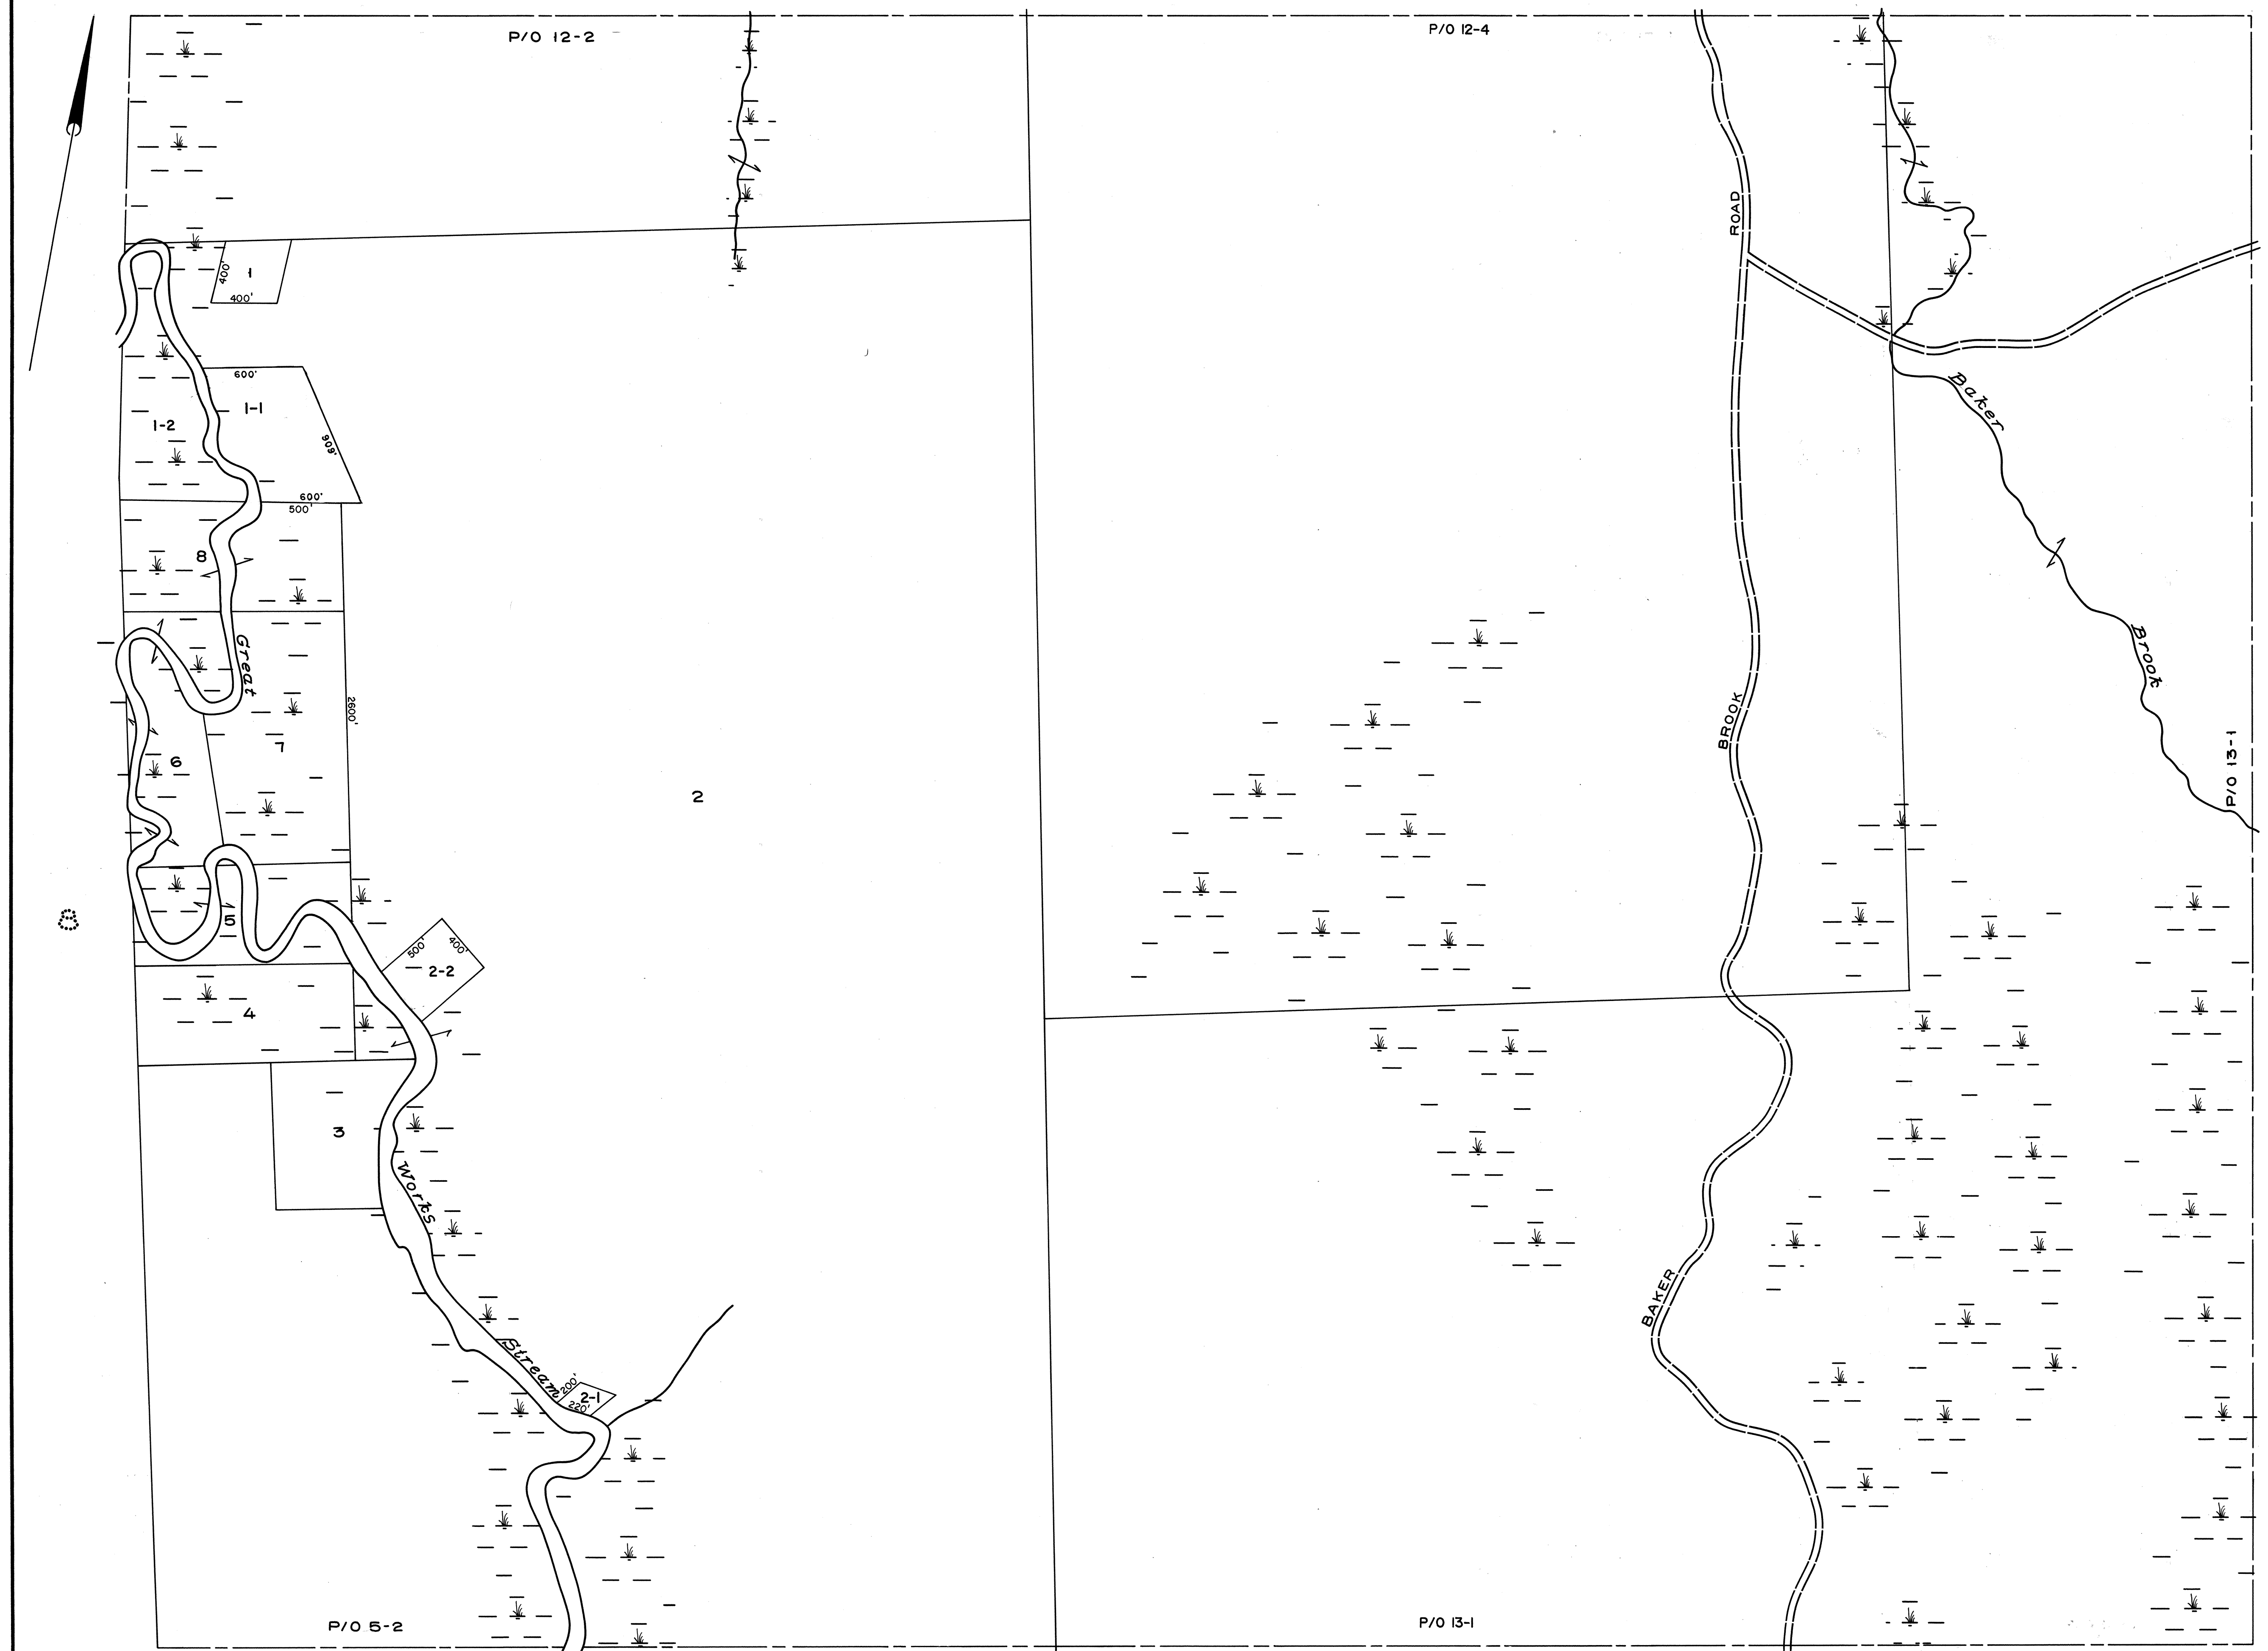 P/O 12-2
P/O 12-4
ROAD
1
400'
400'
600'
1-1
909'
1-2
Baker
600'
500'
8
Great
Brook
2600'
BROOK
7
6
P/O 13-1
2
5
500'
400'
2-2
4
3
Works
BAKER
Stream
200'
2-1
220'
P/O 5-2
P/O 13-1